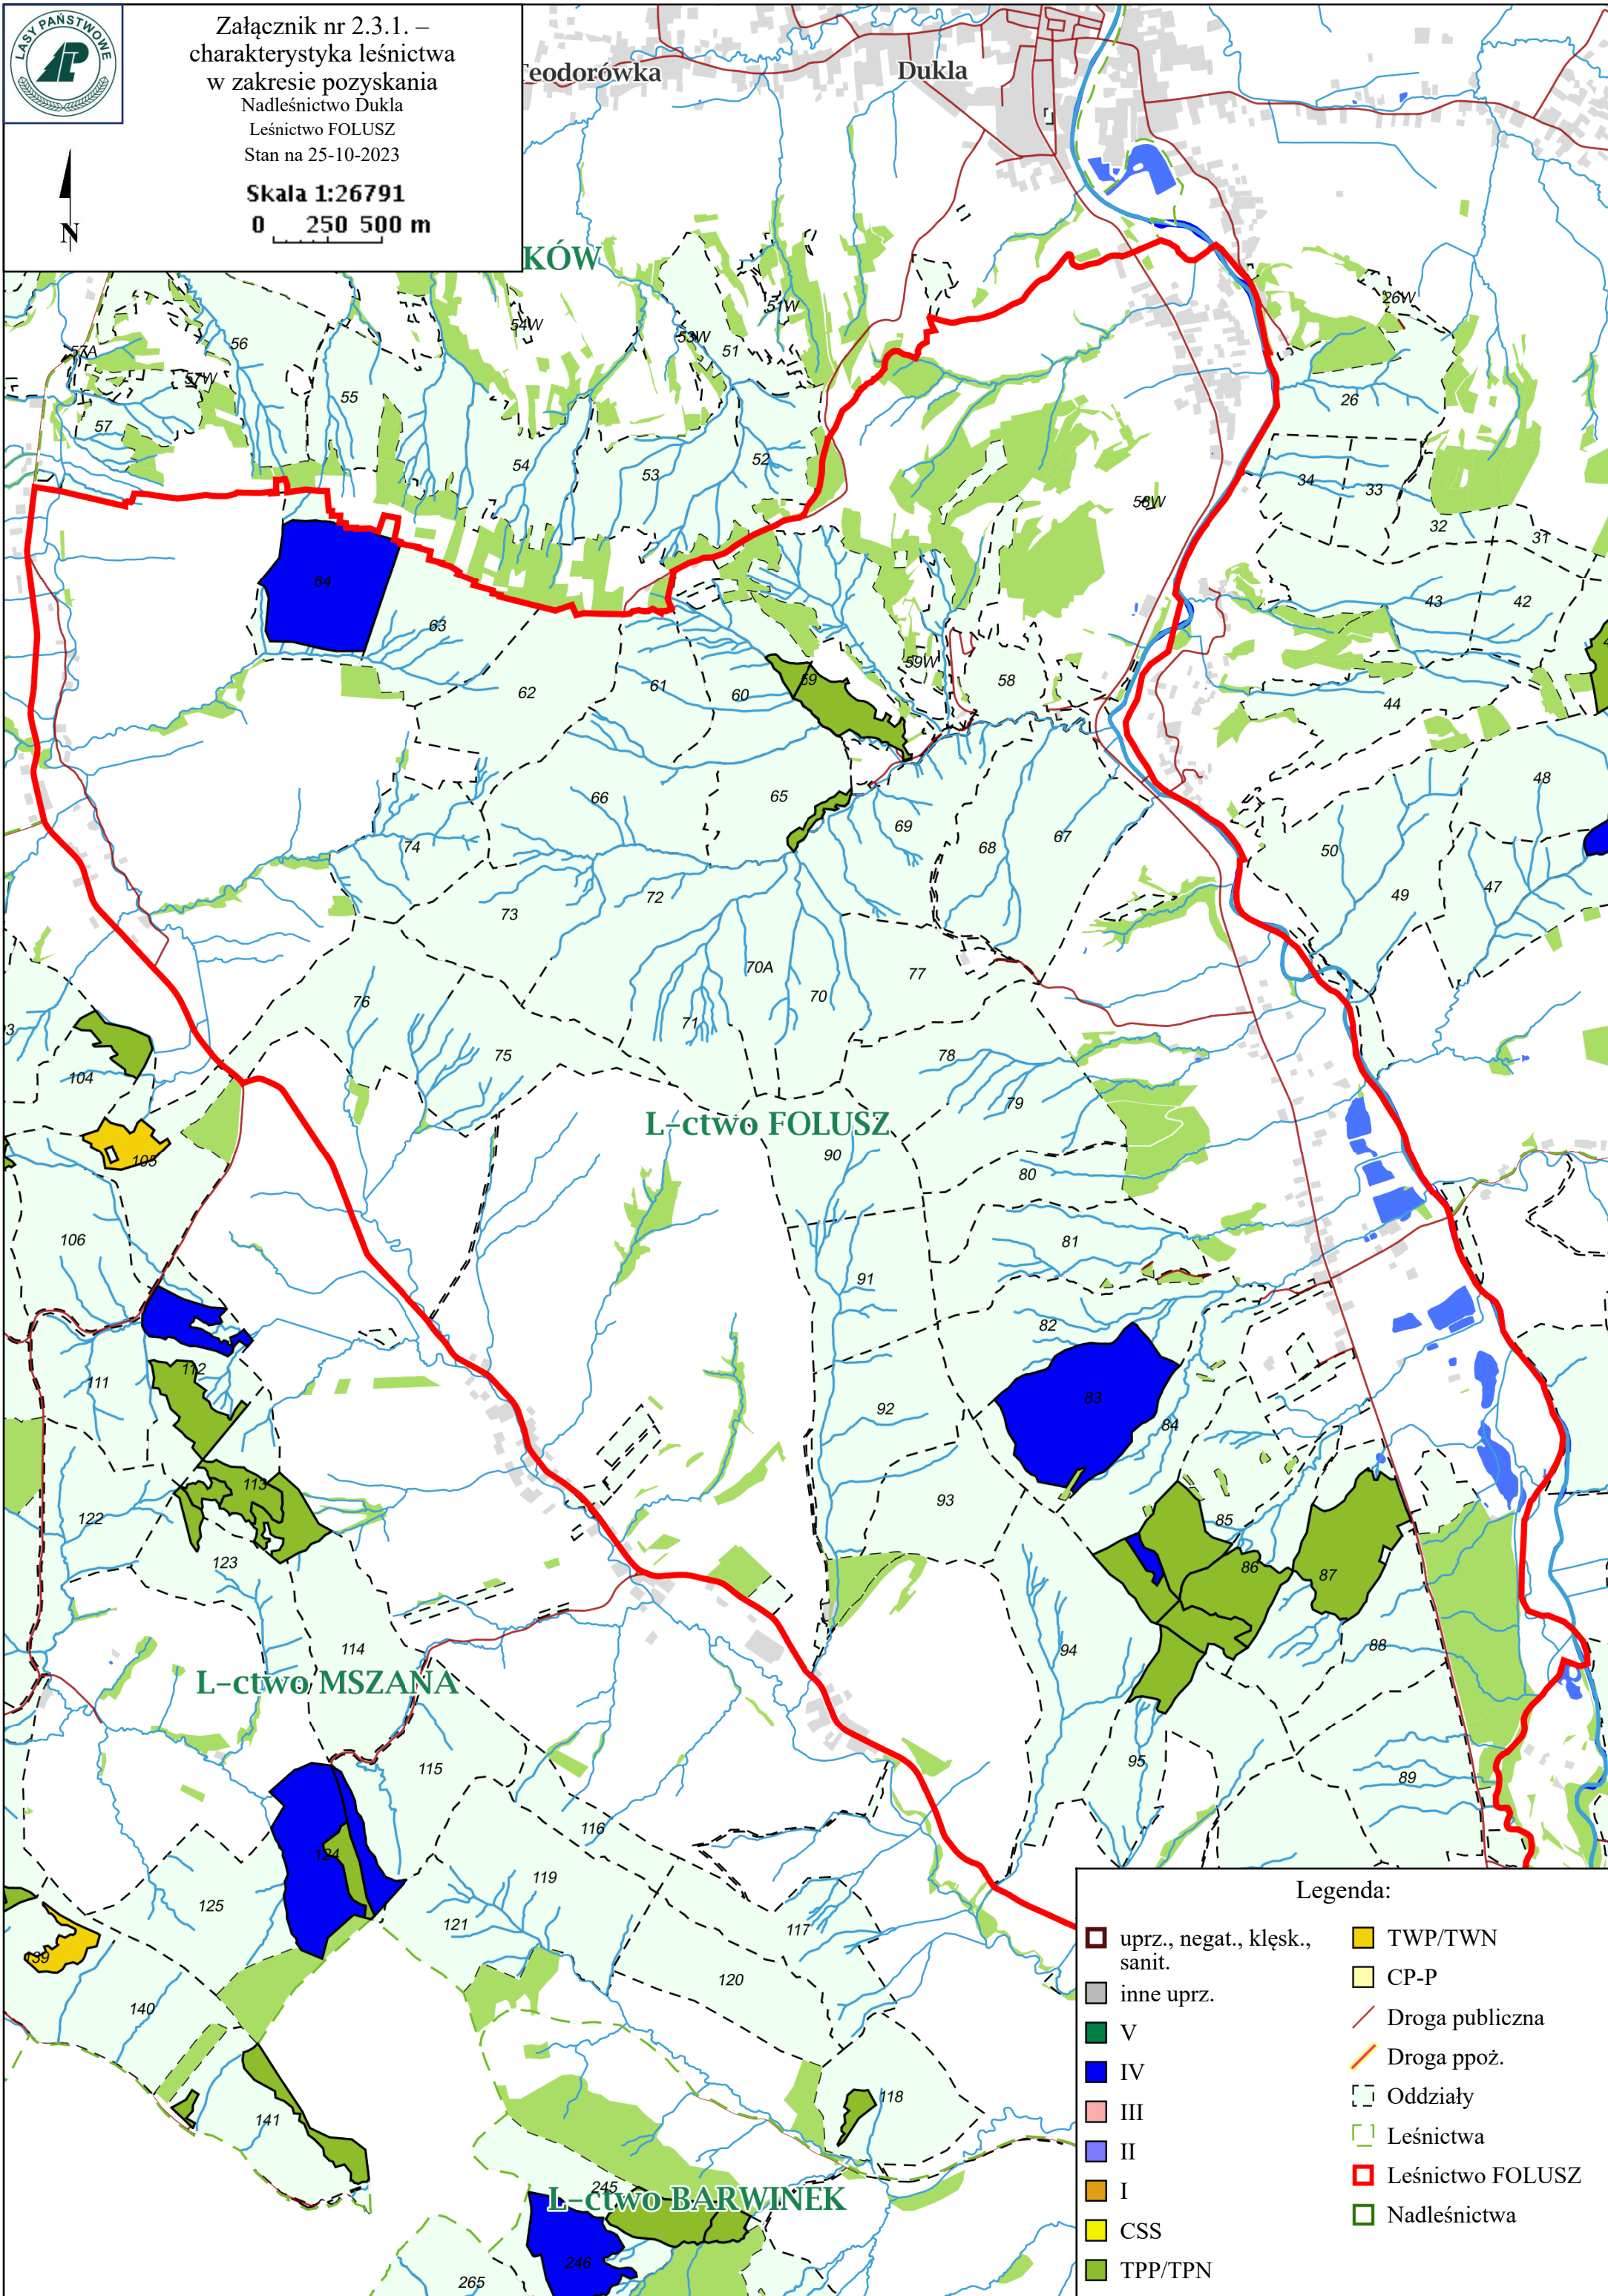 LASY PAŃSTWOWE
Załącznik nr 2.3.1. –
charakterystyka leśnictwa
w zakresie pozyskania
Nadleśnictwo Dukla
Leśnictwo FOLUSZ
Stan na 25-10-2023
Skala 1:26791
0 250 500 m
N
Teodorówka
Dukla
KÓW
26W
51W
54W
53W
51
57A
56
57W
55
57
26
54
53
52
34
33
58W
32
31
64
63
43
42
62
61
60
59
59W
58
44
66
65
48
69
68
67
74
50
49
47
73
72
70A
77
70
76
71
75
78
79
104
L-ctwo FOLUSZ
90
80
105
106
81
91
82
83
112
111
92
84
113
93
122
85
86
87
123
94
88
114
L-ctwo MSZANA
95
115
89
116
124
119
125
121
117
139
120
140
118
141
245
L-ctwo BARWINEK
246
265
Legenda:
uprz., negat., klęsk.,
sanit.
inne uprz.
V
IV
III
II
I
CSS
TPP/TPN
TWP/TWN
CP-P
Droga publiczna
Droga ppoż.
Oddziały
Leśnictwa
Leśnictwo FOLUSZ
Nadleśnictwa